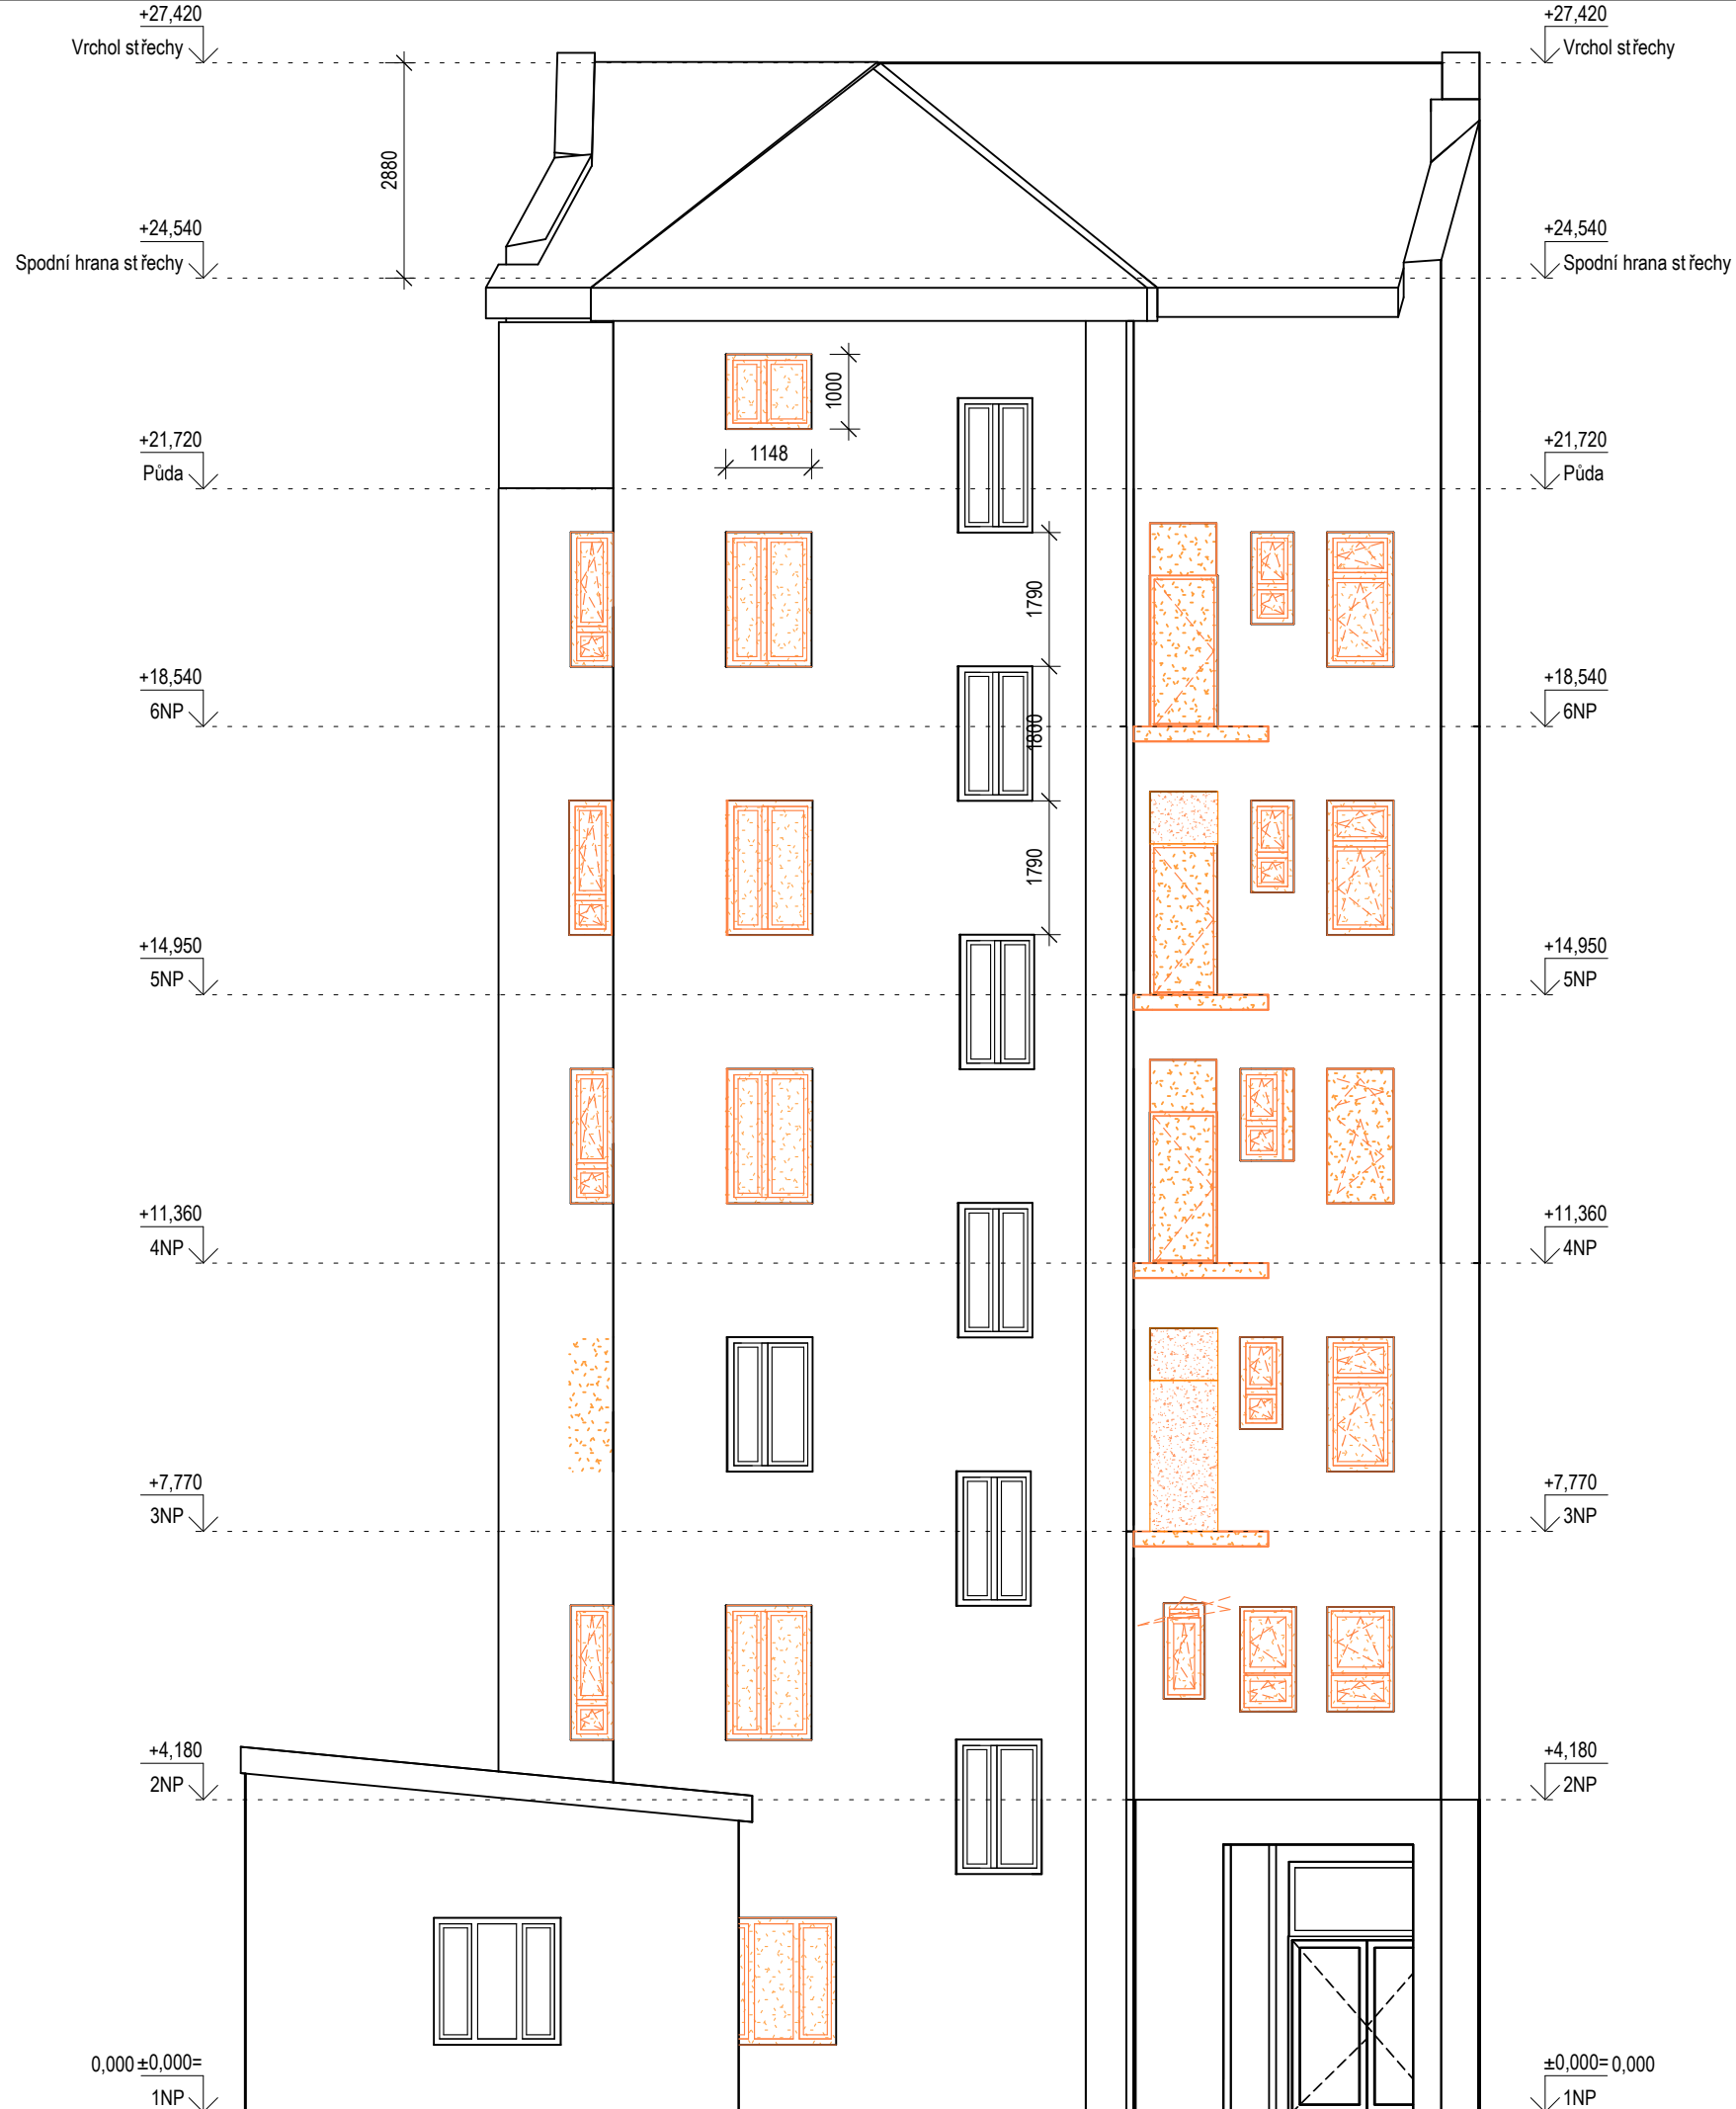 +27,420
Vrchol střechy
+27,420
Vrchol střechy
2880
+24,540
Spodní hrana střechy
+24,540
Spodní hrana střechy
1000
1148
+21,720
Půda
+21,720
Půda
1790
+18,540
6NP
+18,540
6NP
1800
1790
+14,950
5NP
+14,950
5NP
+11,360
4NP
+11,360
4NP
+7,770
3NP
+7,770
3NP
+4,180
2NP
+4,180
2NP
0,000 ±0,000=
1NP
±0,000= 0,000
1NP